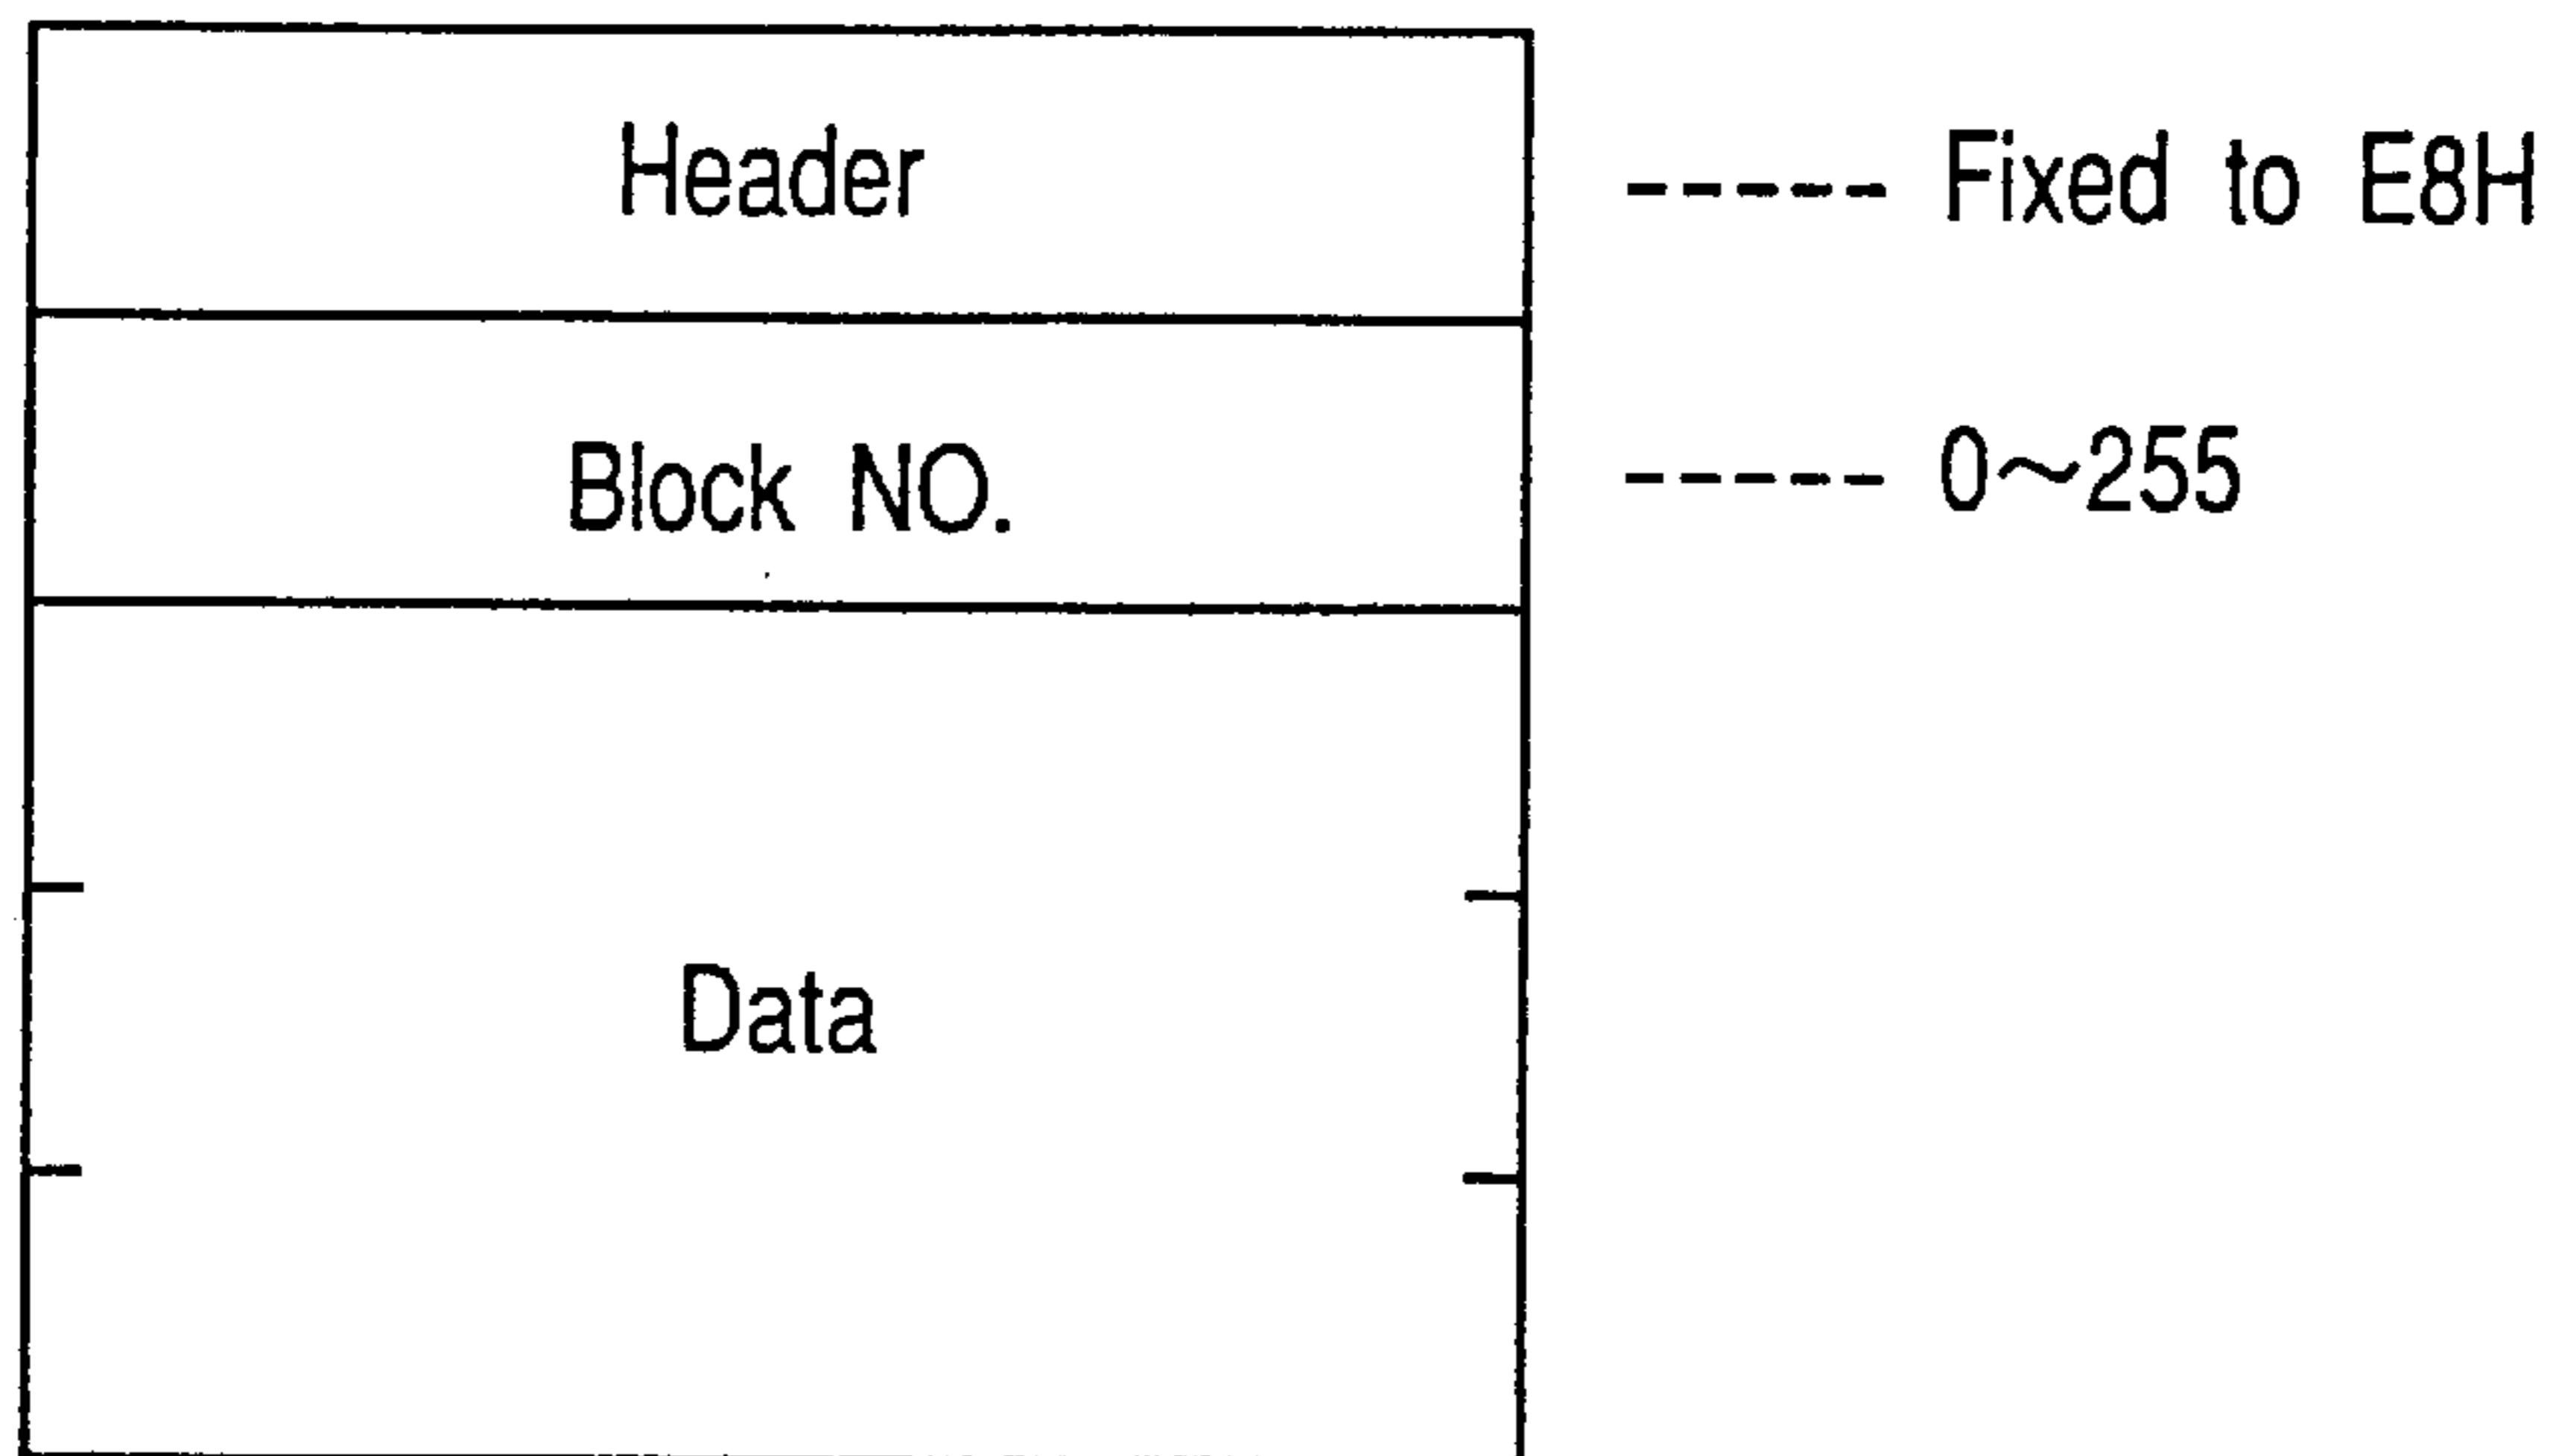 Header ----- Fixed to E8H
Block NO. ----- 0~255
Data